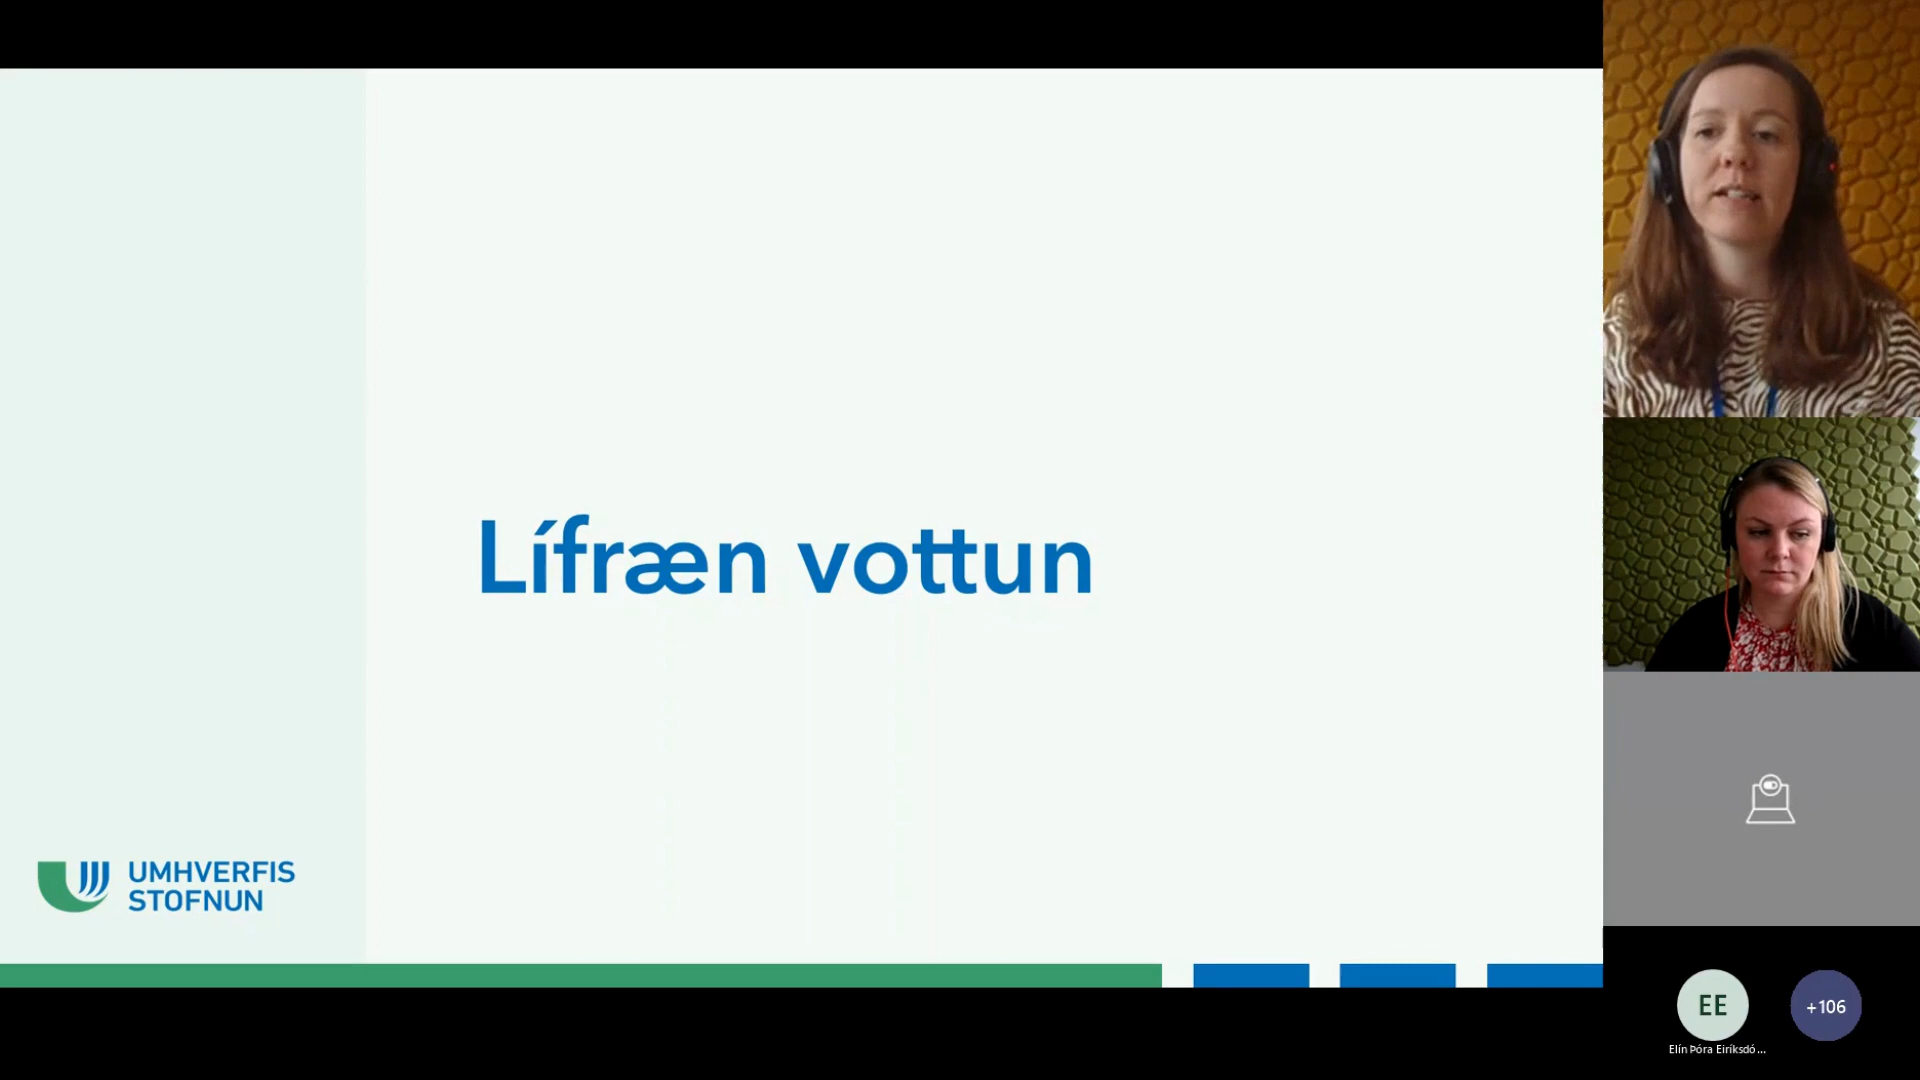 Lífræn vottun
UMHVERFIS
STOFNUN
EE
+106
Elín Þóra Eiríksdó...